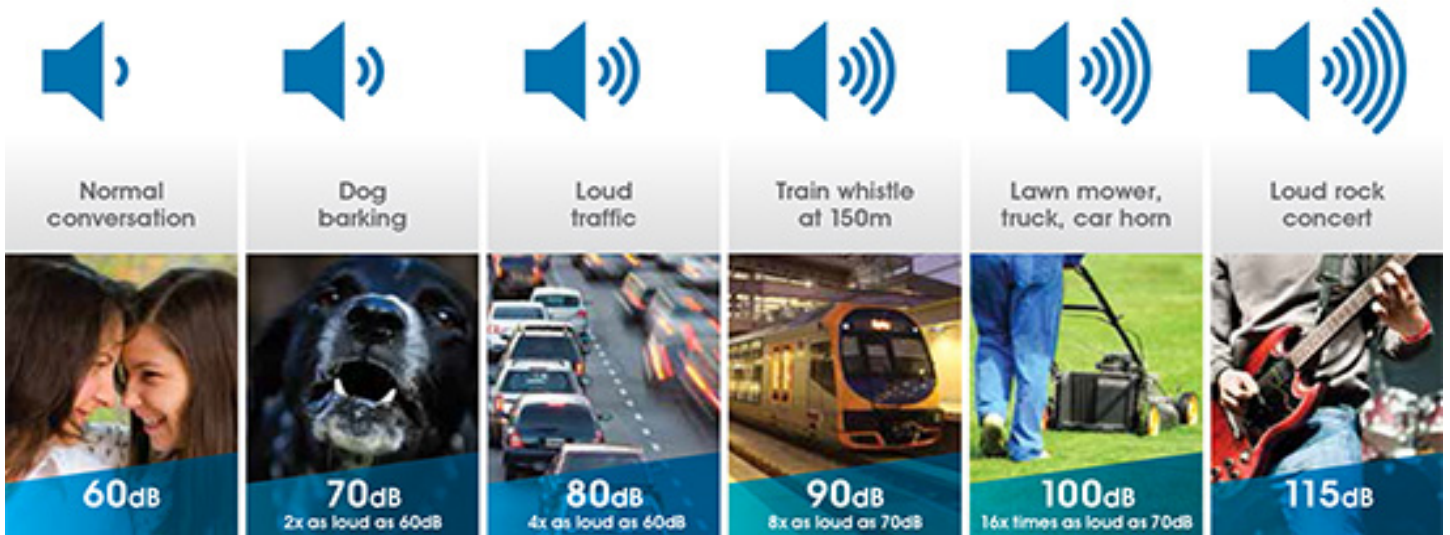 Normal
conversation
Dog
barking
Loud
traffic
Train whistle
at 150m
Lawn mower,
truck, car horn
Loud rock
concert
60dB
70dB
2x as loud as 60dB
80dB
4x as loud as 60dB
90dB
8x as loud as 70dB
100dB
16x times as loud as 70dB
115dB